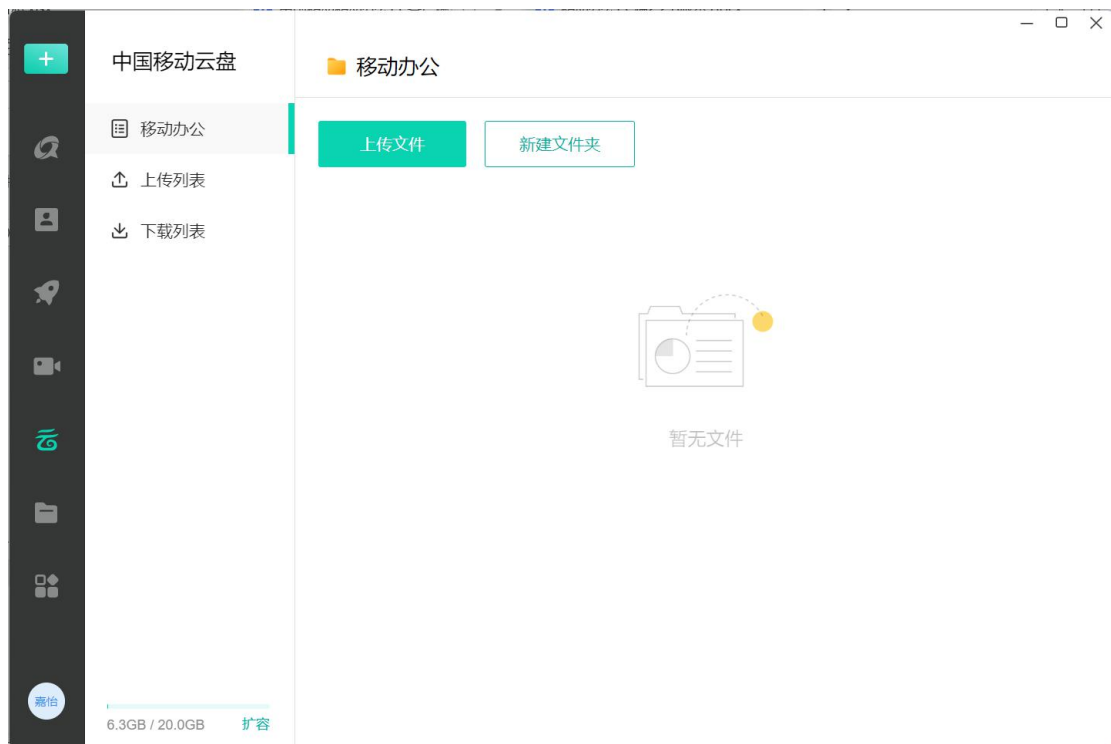 中国移动云盘
移动办公
移动办公
上传列表
下载列表
上传文件
新建文件夹
暂无文件
嘉怡
6.3GB / 20.0GB
扩容